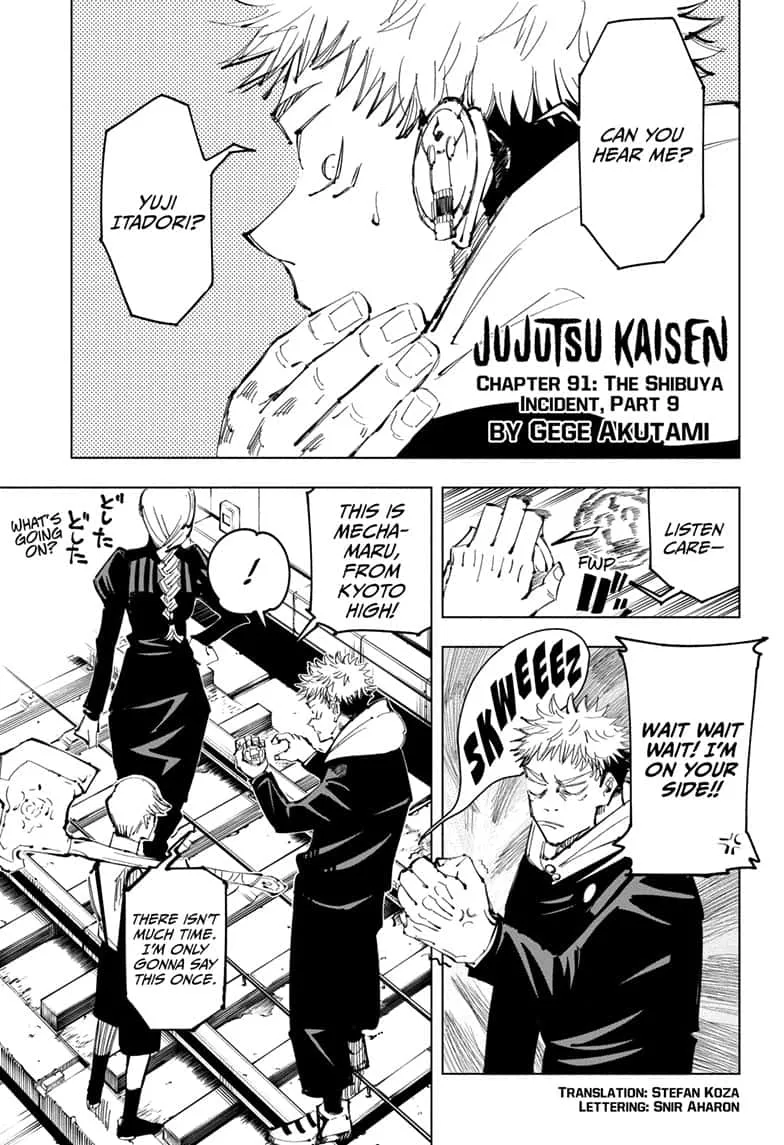 CAN YOU
HEAR ME?
YUJI
ITADORI?
JUJUTSU KAISEN
CHAPTER 91: THE SHIBUYA
INCIDENT, PART 9
BY GEGE AKUTAMI
LISTEN
CARE–
FWP
WAIT WAIT
WAIT! I'M
ON YOUR
SIDE!!
SKWEEEZ
THIS IS
MECHA-
MARU,
FROM
KYOTO
HIGH!
!
どした
どした
WHAT'S
GOING
ON?
THERE ISN'T
MUCH TIME.
I'M ONLY
GONNA SAY
THIS ONCE.
TRANSLATION: STEFAN KOZA
LETTERING: SNIR AHARON